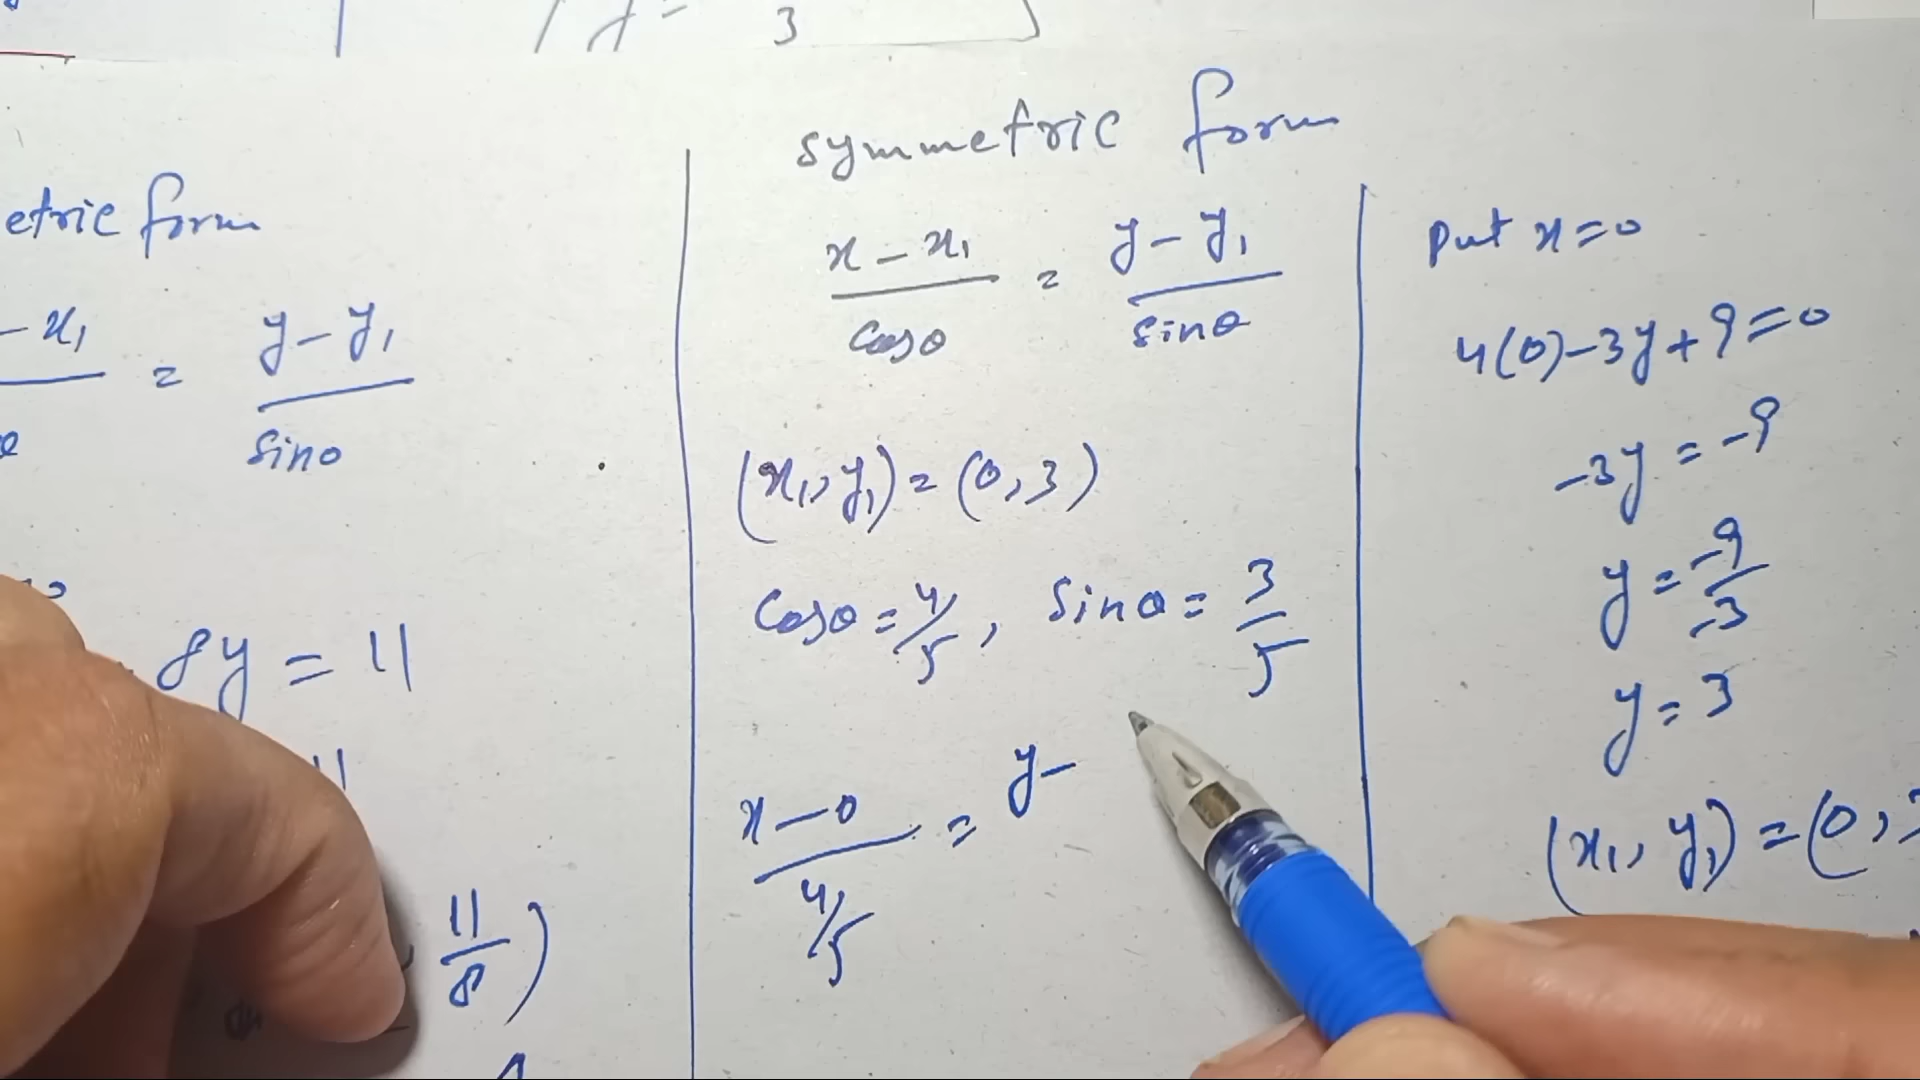 3
etric form
- x₁ = y - y₁
sinθ
8y = 11
11
11/8 )
symmetric form
x - x₁ / cosθ = y - y₁ / sinθ
(x₁, y₁) = (0, 3)
cosθ = 4/5, sinθ = 3/5
x - 0 / 4/5 = y -
Put x = 0
4(0) - 3y + 9 = 0
-3y = -9
y = -9/-3
y = 3
(x₁, y₁) = (0, 3